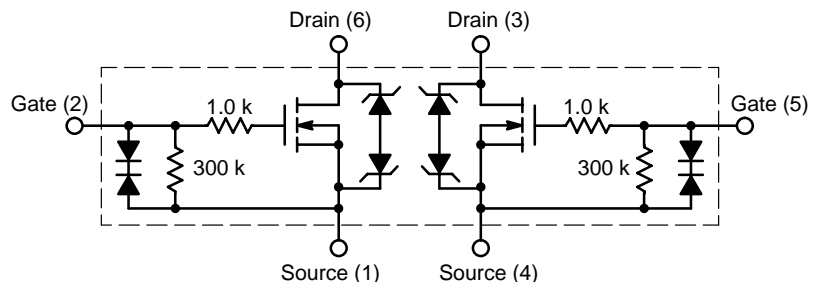 Drain (6)
Drain (3)
Gate (2)
1.0 k
1.0 k
Gate (5)
300 k
300 k
Source (1)
Source (4)